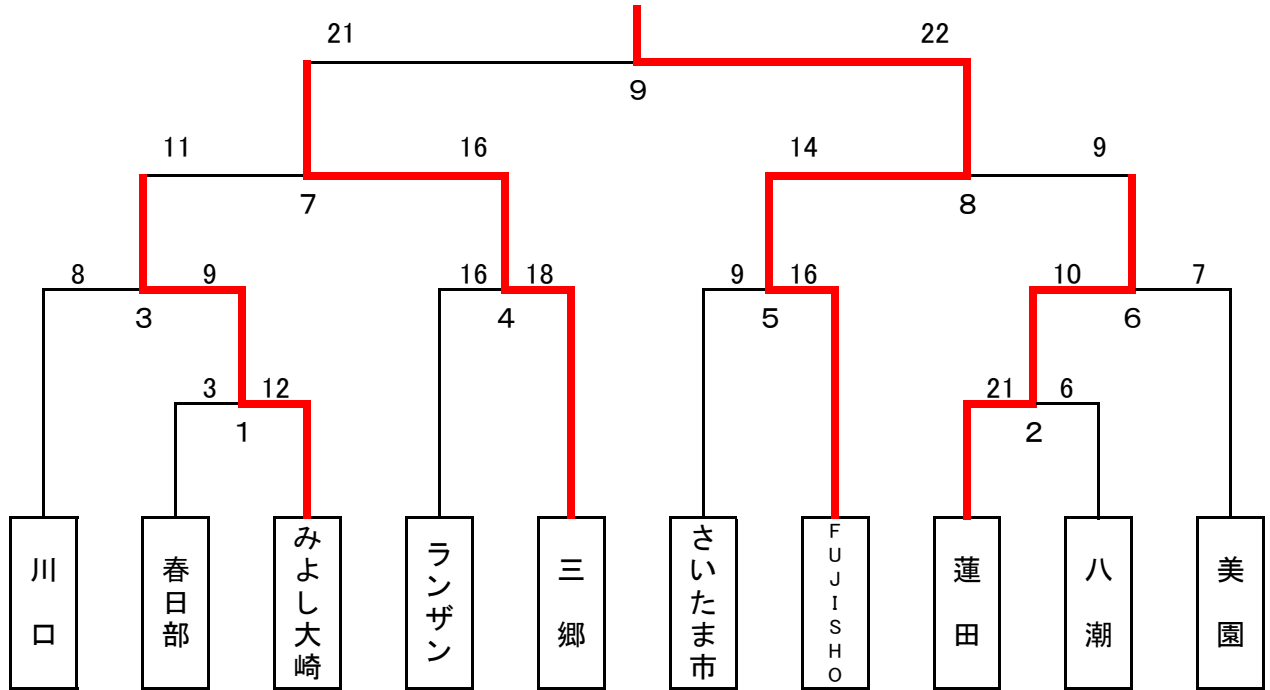 21 22
9
11 16 14 9
7 8
8 9 16 18 9 16 10 7
3 4 5 6
3 12 21 6
1 2
川口
春日部
みよし大崎
ランザン
三郷
さいたま市
FUJISHO
蓮田
八潮
美園